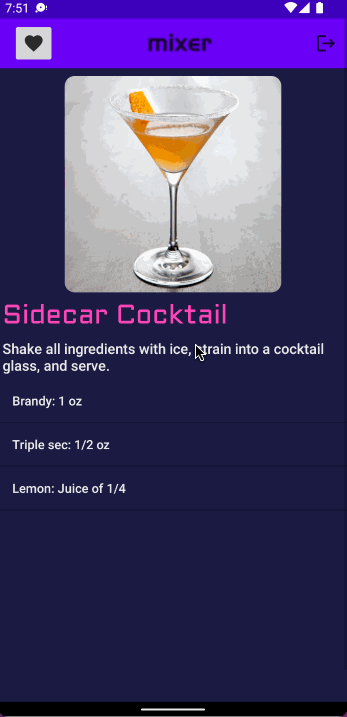 7:51
mixer
Sidecar Cocktail
Shake all ingredients with ice, strain into a cocktail
glass, and serve.
Brandy: 1 oz
Triple sec: 1/2 oz
Lemon: Juice of 1/4